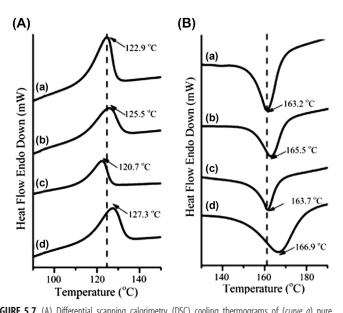 (A)
Heat Flow Endo Down (mW)
(a)
122.9 °C
(b)
125.5 °C
(c)
120.7 °C
(d)
127.3 °C
100
120
140
Temperature (°C)
(B)
Heat Flow Endo Down (mW)
(a)
163.2 °C
(b)
165.5 °C
(c)
163.7 °C
(d)
166.9 °C
140
160
180
Temperature (°C)
GURE 5.7 (A) Differential scanning calorimetry (DSC) cooling thermograms of (curve a) pure